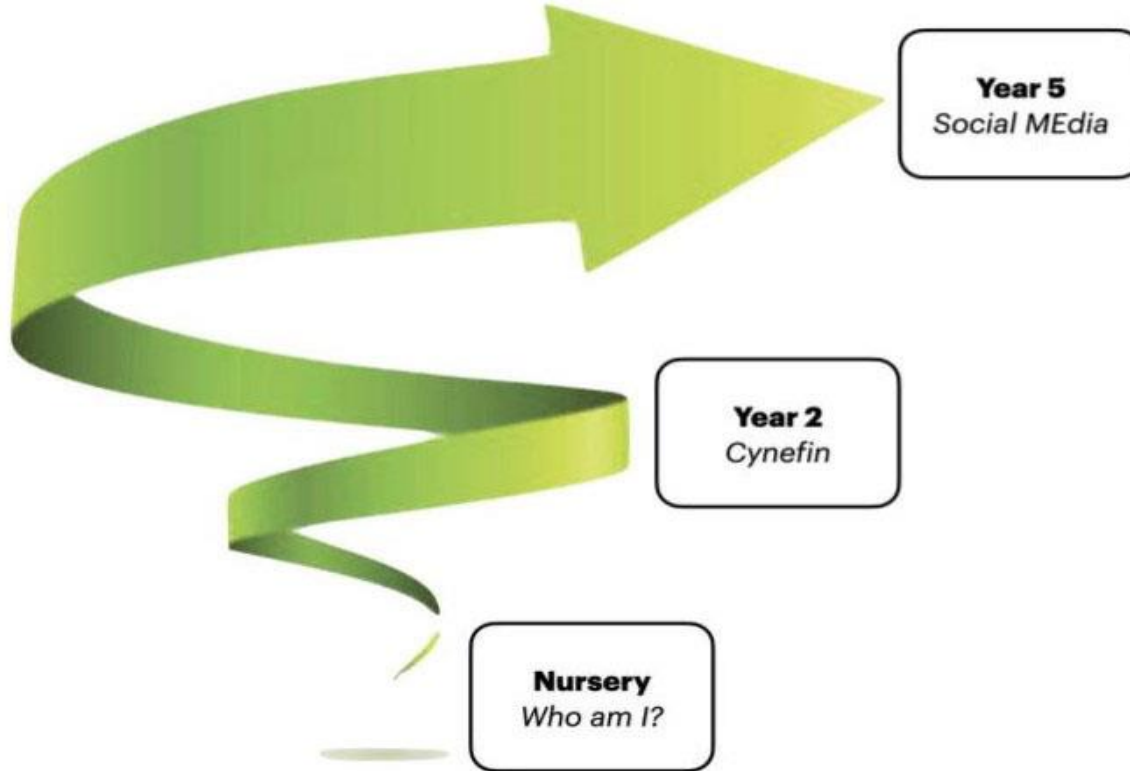 Year 5
Social MEdia
Year 2
Cynefin
Nursery
Who am I?